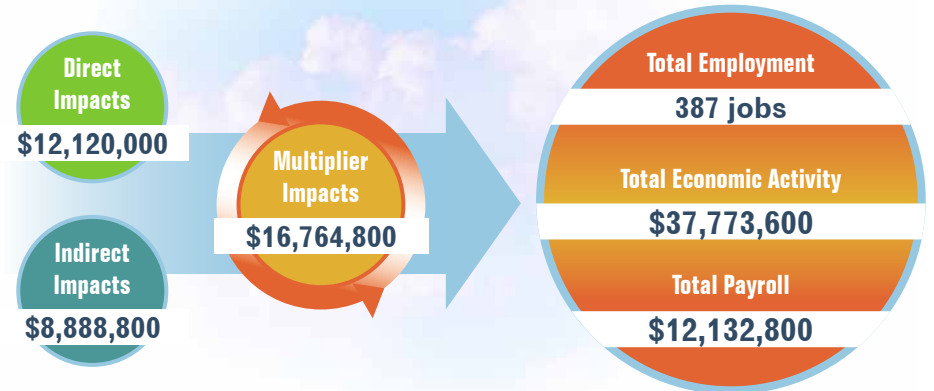 Direct
Impacts
$12,120,000
Indirect
Impacts
$8,888,800
Multiplier
Impacts
$16,764,800
Total Employment
387 jobs
Total Economic Activity
$37,773,600
Total Payroll
$12,132,800